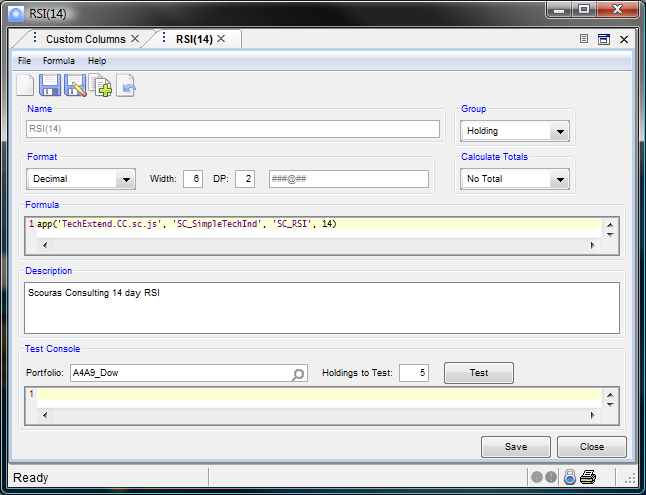 RSI(14)
Custom Columns
RSI(14)
File Formula Help
Name
RSI(14)
Group
Holding
Format
Decimal
Width: 6
DP: 2
###@##
Calculate Totals
No Total
Formula
1 app('TechExtend.CC.sc.js', 'SC_SimpleTechInd', 'SC_RSI', 14)
Description
Scouras Consulting 14 day RSI
Test Console
Portfolio: A4A9_Dow
Holdings to Test: 5
Test
1
Save Close
Ready